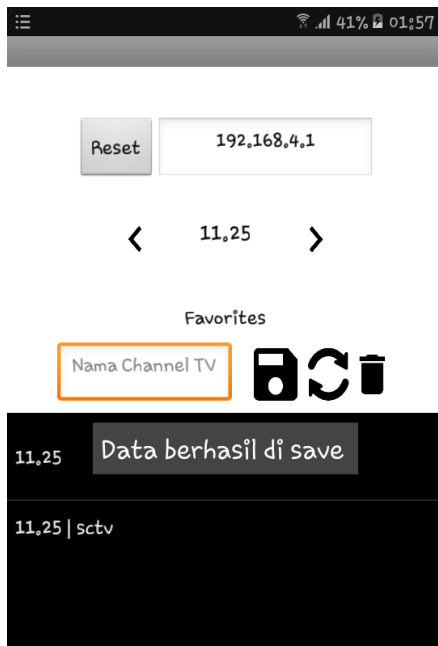 41% 01:57
Reset
192.168.4.1
11.25
Favorites
Nama Channel TV
11.25
Data berhasil di save
11.25 | sctv